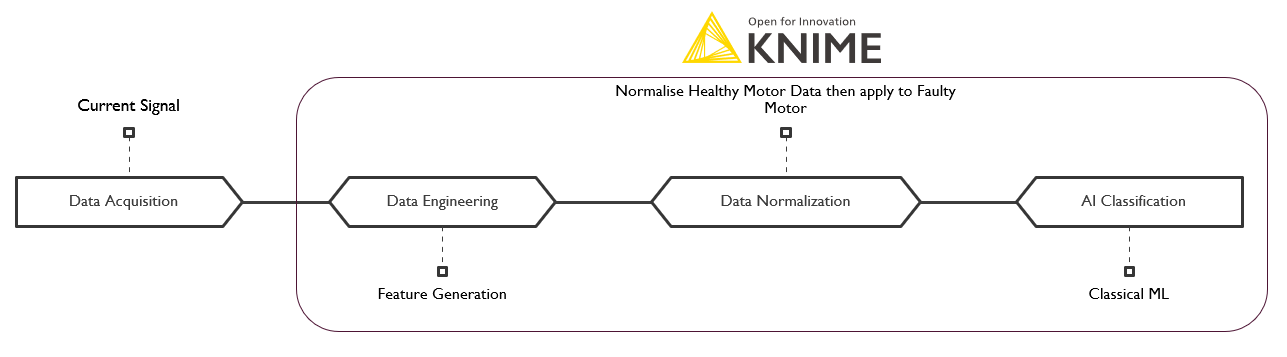 Open for Innovation
KNIME
Normalise Healthy Motor Data then apply to Faulty
Motor
Current Signal
Data Acquisition
Data Engineering
Data Normalization
AI Classification
Feature Generation
Classical ML